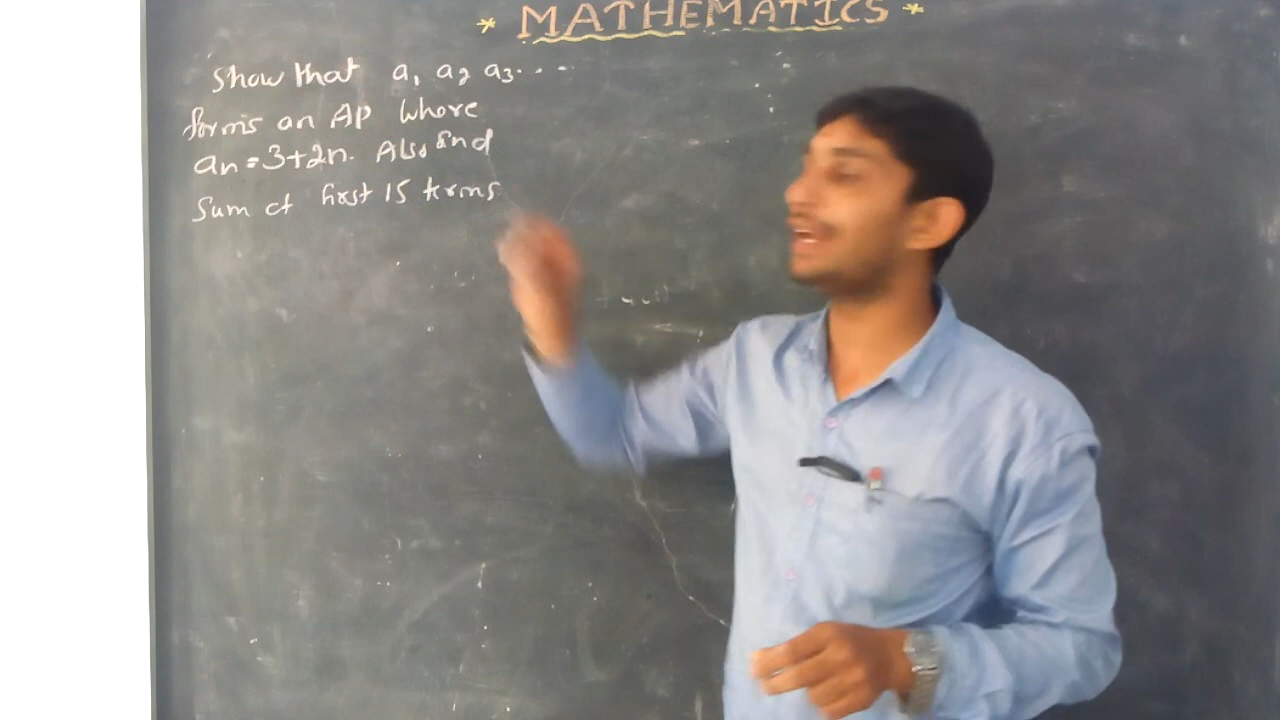 * MATHEMATICS *
Show that a1 a2 a3....
forms an AP where
an=3+2n. Also find
Sum of first 15 terms